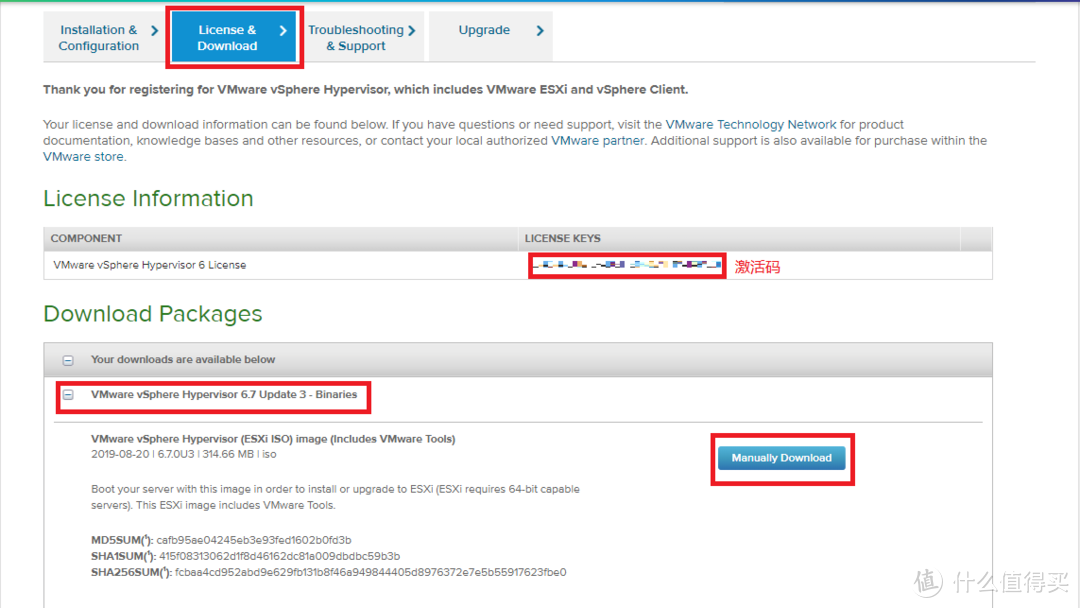 Installation & Configuration
License & Download
Troubleshooting & Support
Upgrade
Thank you for registering for VMware vSphere Hypervisor, which includes VMware ESXi and vSphere Client.
Your license and download information can be found below. If you have questions or need support, visit the VMware Technology Network for product
documentation, knowledge bases and other resources, or contact your local authorized VMware partner. Additional support is also available for purchase within the
VMware store.
License Information
COMPONENT LICENSE KEYS
VMware vSphere Hypervisor 6 License 激活码
Download Packages
Your downloads are available below
VMware vSphere Hypervisor 6.7 Update 3 - Binaries
VMware vSphere Hypervisor (ESXi ISO) image (Includes VMware Tools)
2019-08-20 | 6.7.0U3 | 314.66 MB | iso
Manually Download
Boot your server with this image in order to install or upgrade to ESXi (ESXi requires 64-bit capable
servers). This ESXi image includes VMware Tools.
MD5SUM(¹): cafb95ae04245eb3e93fed1602b0fd3b
SHA1SUM(¹): 415f08313062d1f8d46162dc81a009dbdbc59b3b
SHA256SUM(¹): fcbaa4cd952abd9e629fb131b8f46a949844405d8976372e7e5b55917623fbe0
值 什么值得买